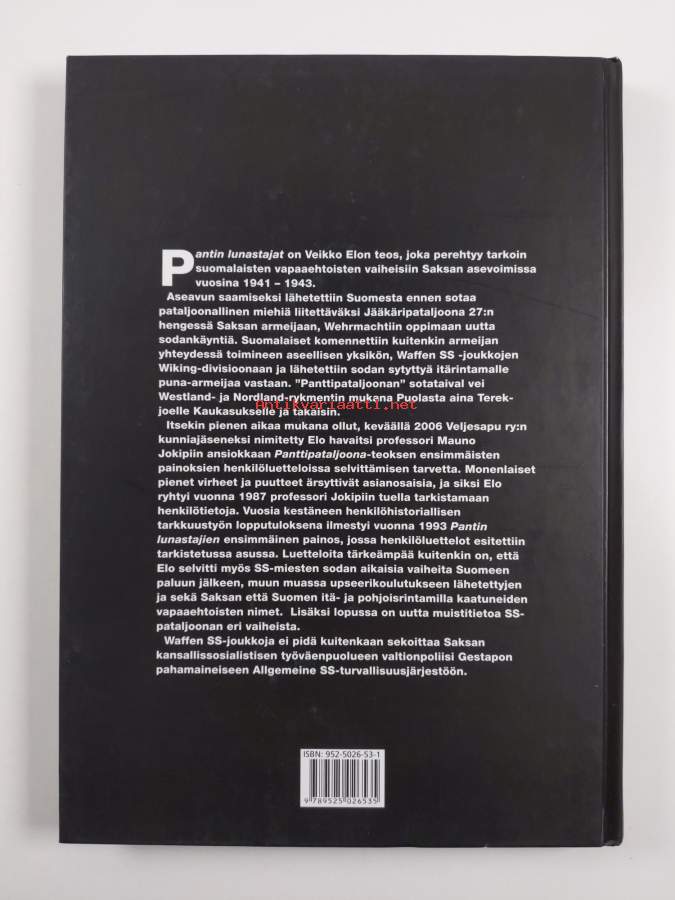 Pantin lunastajat on Veikko Elon teos, joka perehtyy tarkoin
suomalaisten vapaaehtoisten vaiheisiin Saksan asevoimissa
vuosina 1941 – 1943.
Aseavun saamiseksi lähetettiin Suomesta ennen sotaa
pataljoonallinen miehiä liitettäväksi Jääkäripataljoona 27:n
hengessä Saksan armeijaan, Wehrmachtiin oppimaan uutta
sodankäyntiä. Suomalaiset komennettiin kuitenkin armeijan
yhteydessä toimineen aseellisen yksikön, Waffen SS -joukkojen
Wiking-divisioonaan ja lähetettiin sodan sytyttyä itärintamalle
puna-armeijaa vastaan. "Panttipataljoonan" sotataival vei
Westland- ja Nordland-rykmentin mukana Puolasta aina Terek-
Antikvariaatti.net
joelle Kaukasukselle ja takaisin.
Itsekin pienen aikaa mukana ollut, keväällä 2006 Veljesapu ry:n
kunniajäseneksi nimitetty Elo havaitsi professori Mauno
Jokipiin ansiokkaan Panttipataljoona-teoksen ensimmäisten
painoksien henkilöluetteloissa selvittämisen tarvetta. Monenlaiset
pienet virheet ja puutteet ärsyttivät asianosaisia, ja siksi Elo
ryhtyi vuonna 1987 professori Jokipiin tuella tarkistamaan
henkilötietoja. Vuosia kestäneen henkilöhistoriallisen
tarkkuustyön lopputuloksena ilmestyi vuonna 1993 Pantin
lunastajien ensimmäinen painos, jossa henkilöluettelot esitettiin
tarkistetussa asussa. Luetteloita tärkeämpää kuitenkin on, että
Elo selvitti myös SS-miesten sodan aikaisia vaiheita Suomeen
paluun jälkeen, muun muassa upseerikoulutukseen lähetettyjen
ja sekä Saksan että Suomen itä- ja pohjoisrintamilla kaatuneiden
vapaaehtoisten nimet. Lisäksi lopussa on uutta muistitietoa SS-
pataljoonan eri vaiheista.
Waffen SS-joukkoja ei pidä kuitenkaan sekoittaa Saksan
kansallissosialistisen työväenpuolueen valtionpoliisi Gestapon
pahamaineiseen Allgemeine SS-turvallisuusjärjestöön.
ISBN: 952-5026-53-1
9 789525 026535